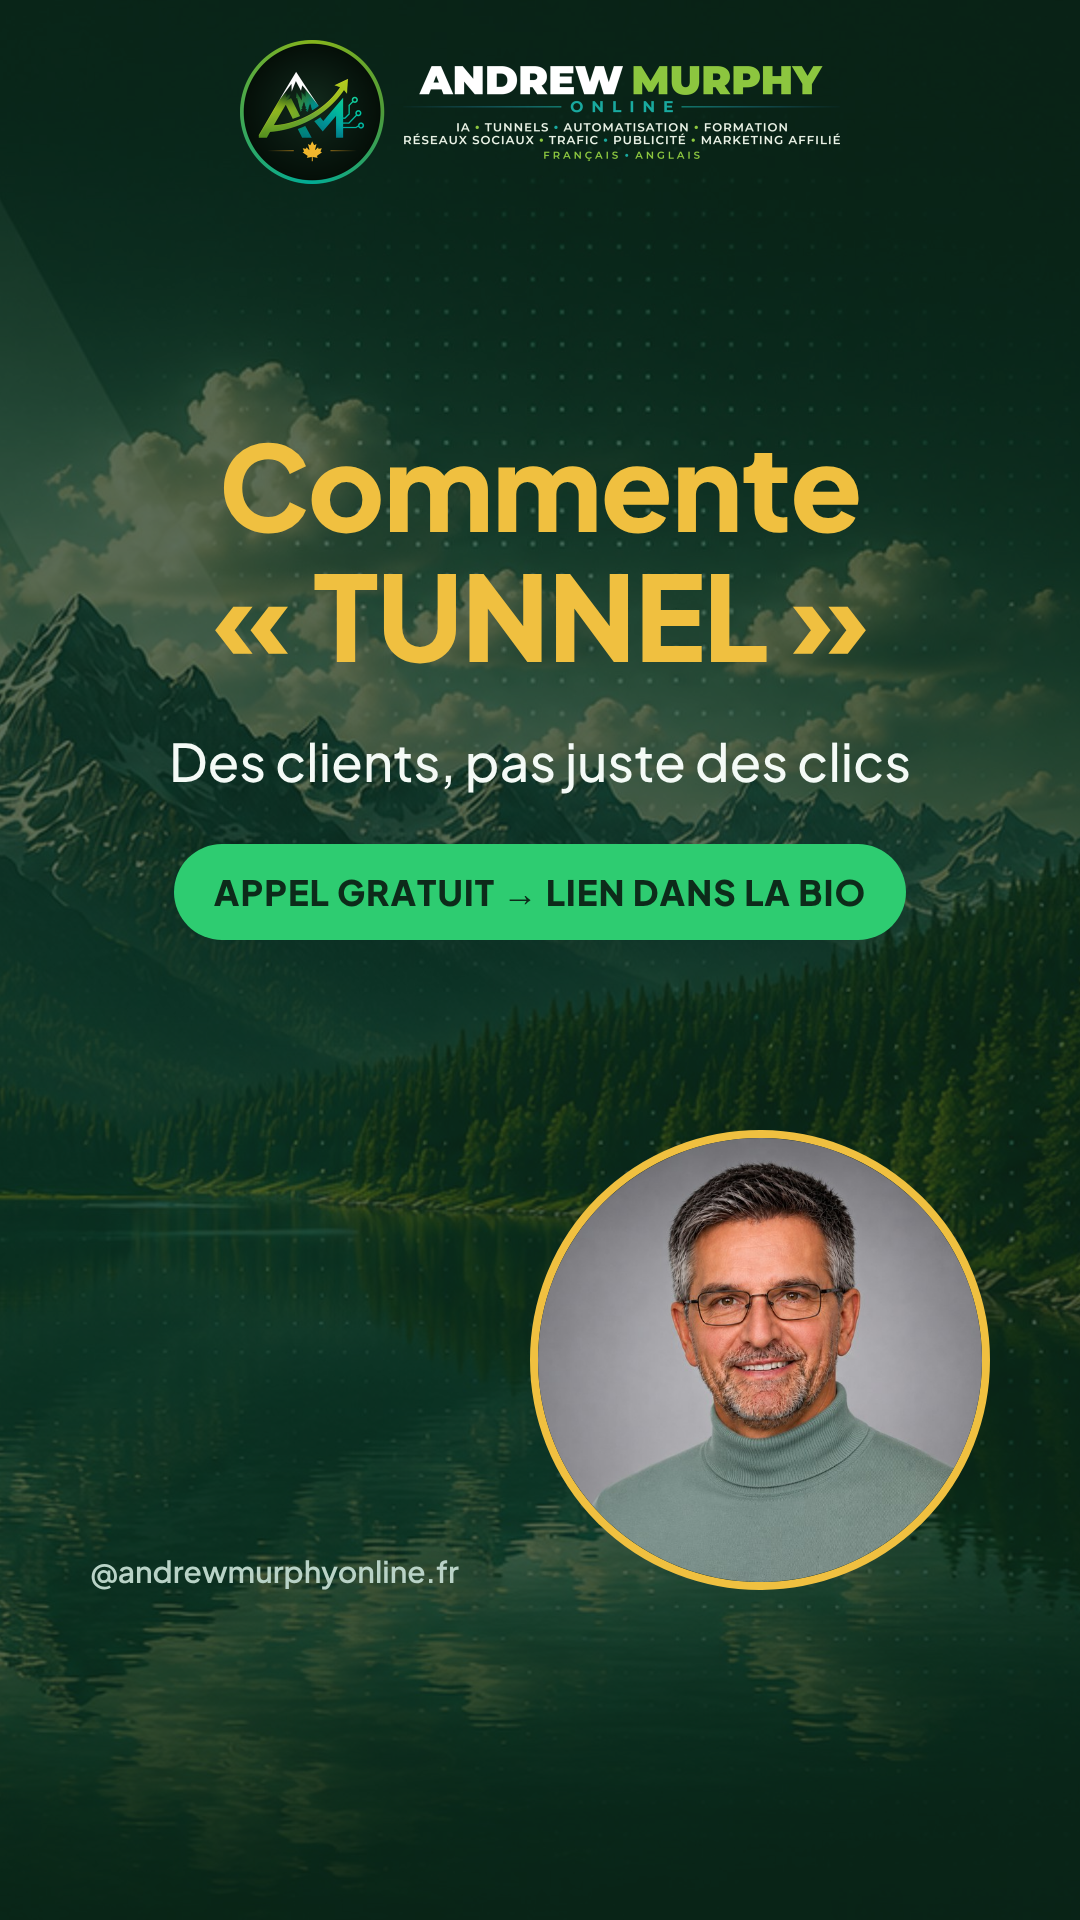 AM
ANDREW MURPHY
ONLINE
IA • TUNNELS • AUTOMATISATION • FORMATION
RÉSEAUX SOCIAUX • TRAFIC • PUBLICITÉ • MARKETING AFFILIÉ
FRANÇAIS • ANGLAIS
Commente
« TUNNEL »
Des clients, pas juste des clics
APPEL GRATUIT → LIEN DANS LA BIO
@andrewmurphyonline.fr